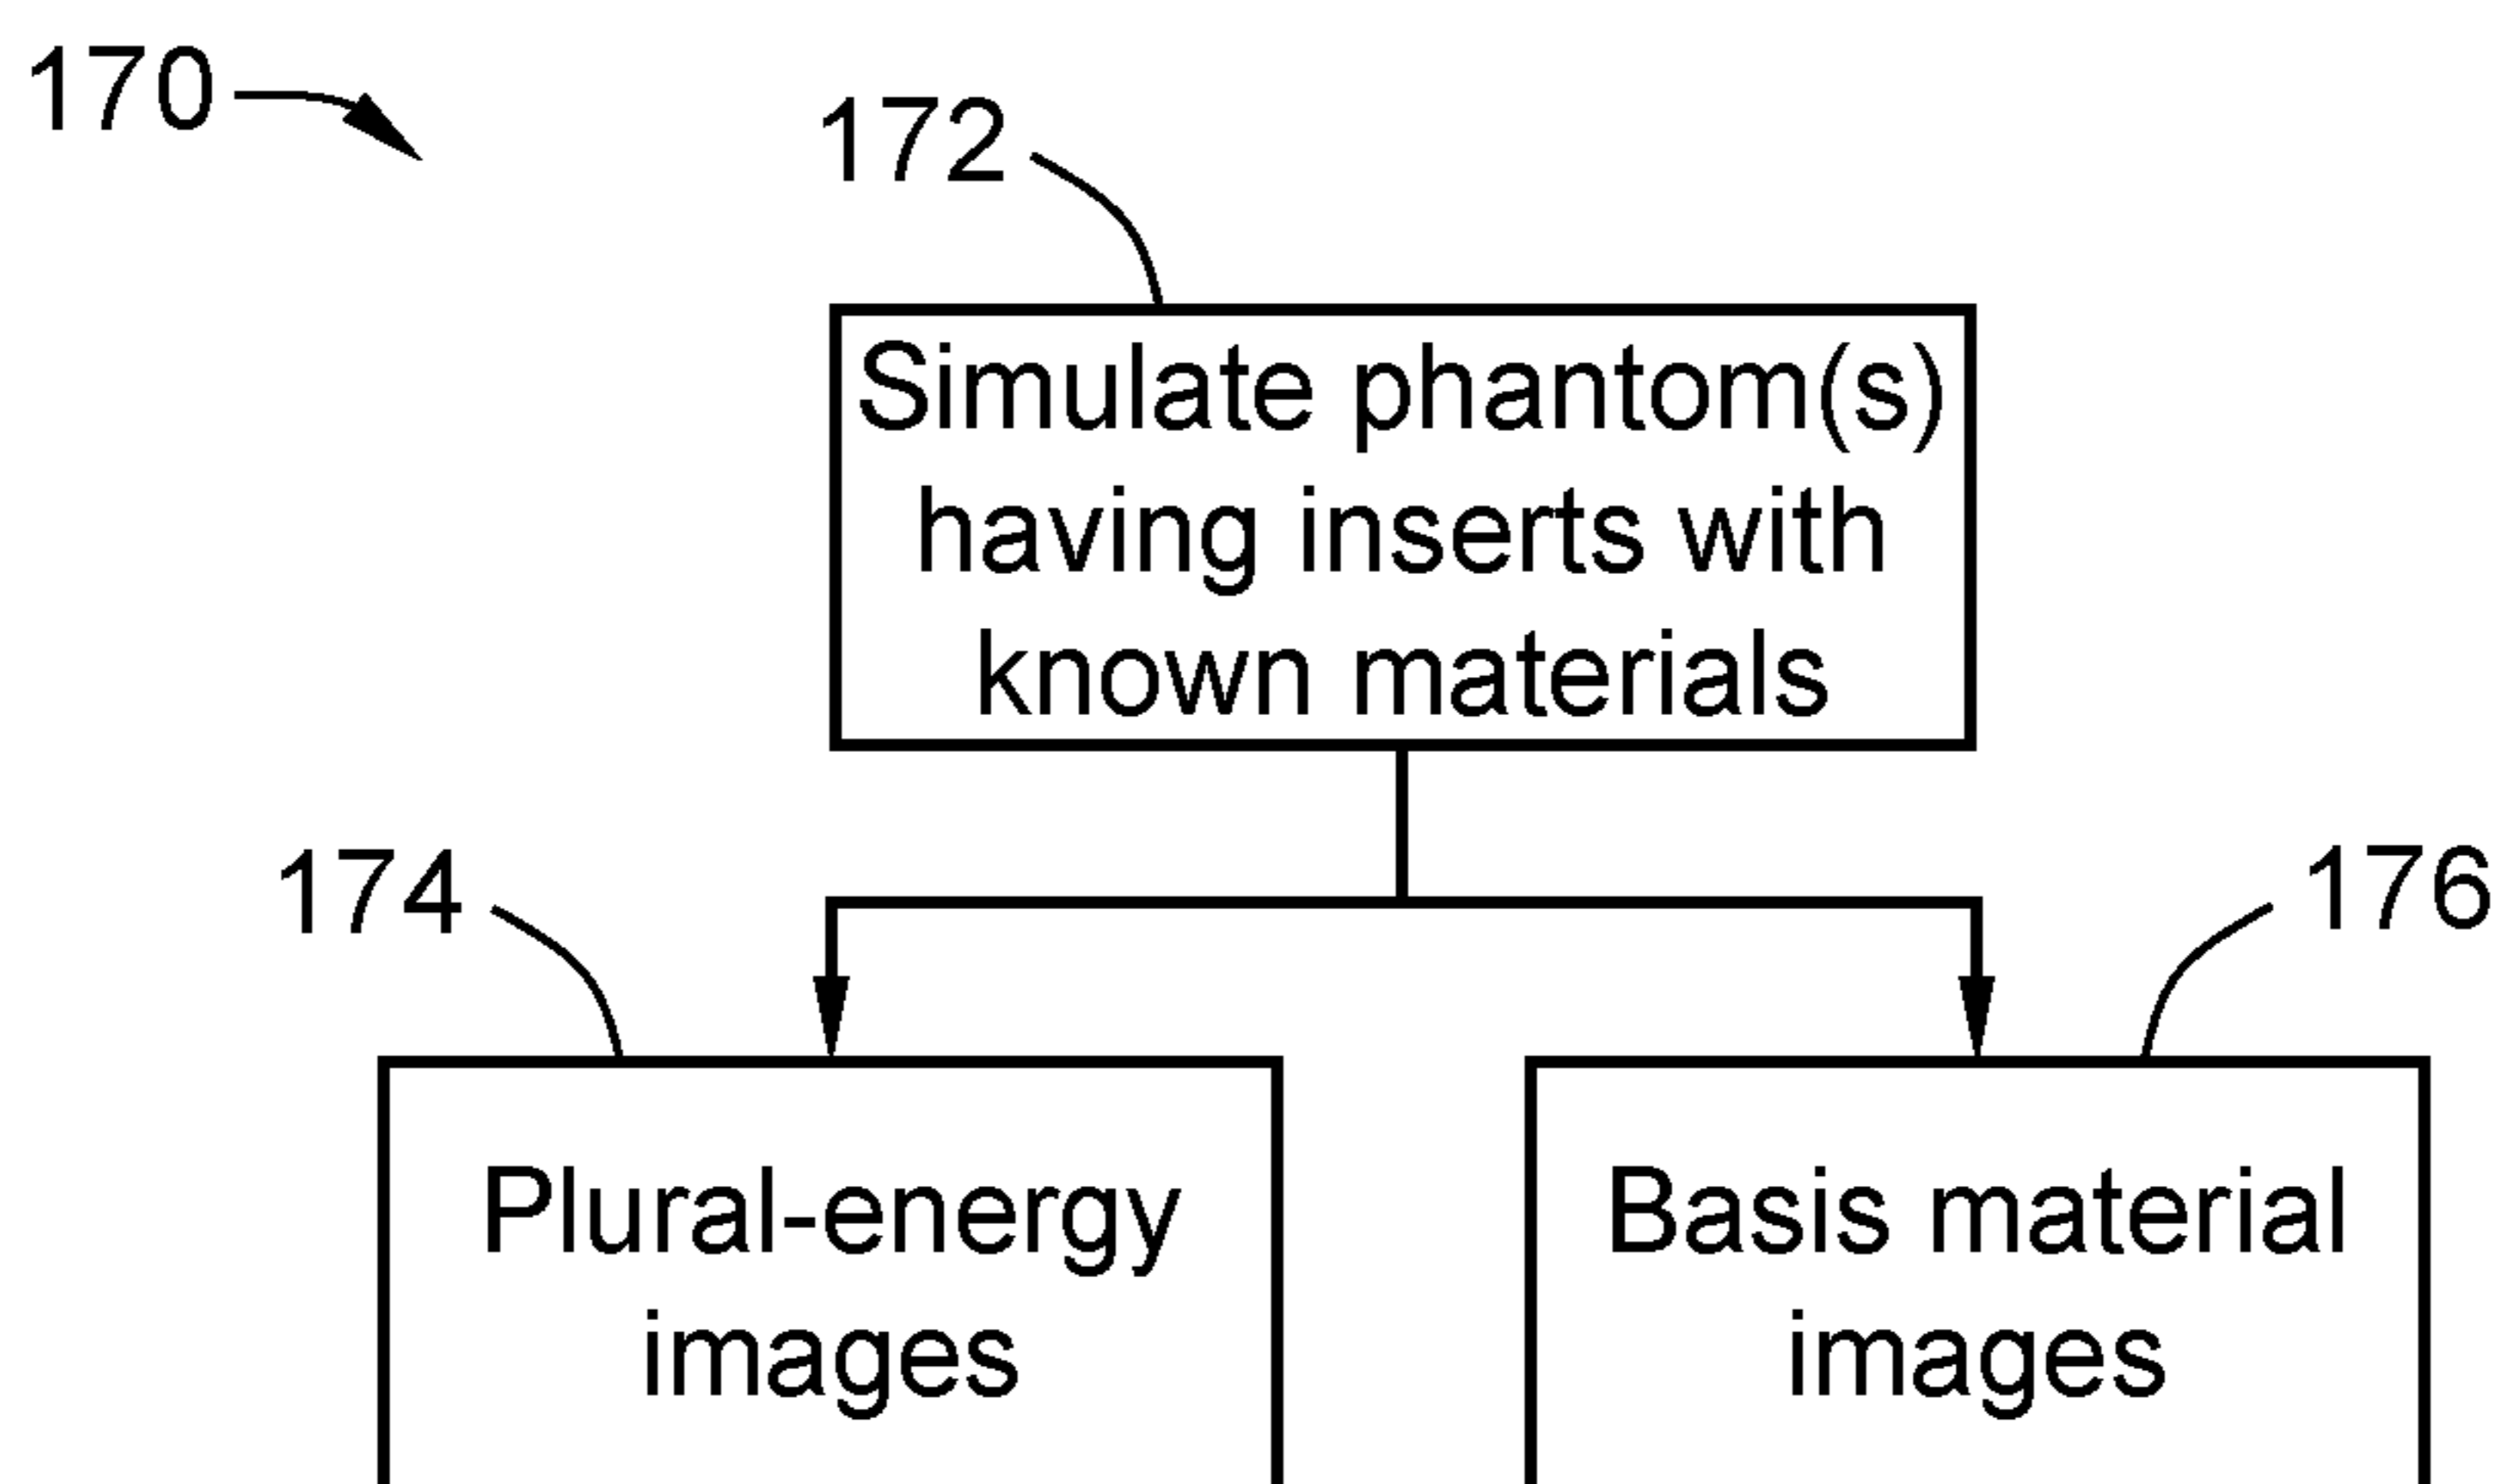 170
172
Simulate phantom(s)
having inserts with
known materials
174
176
Plural-energy
images
Basis material
images